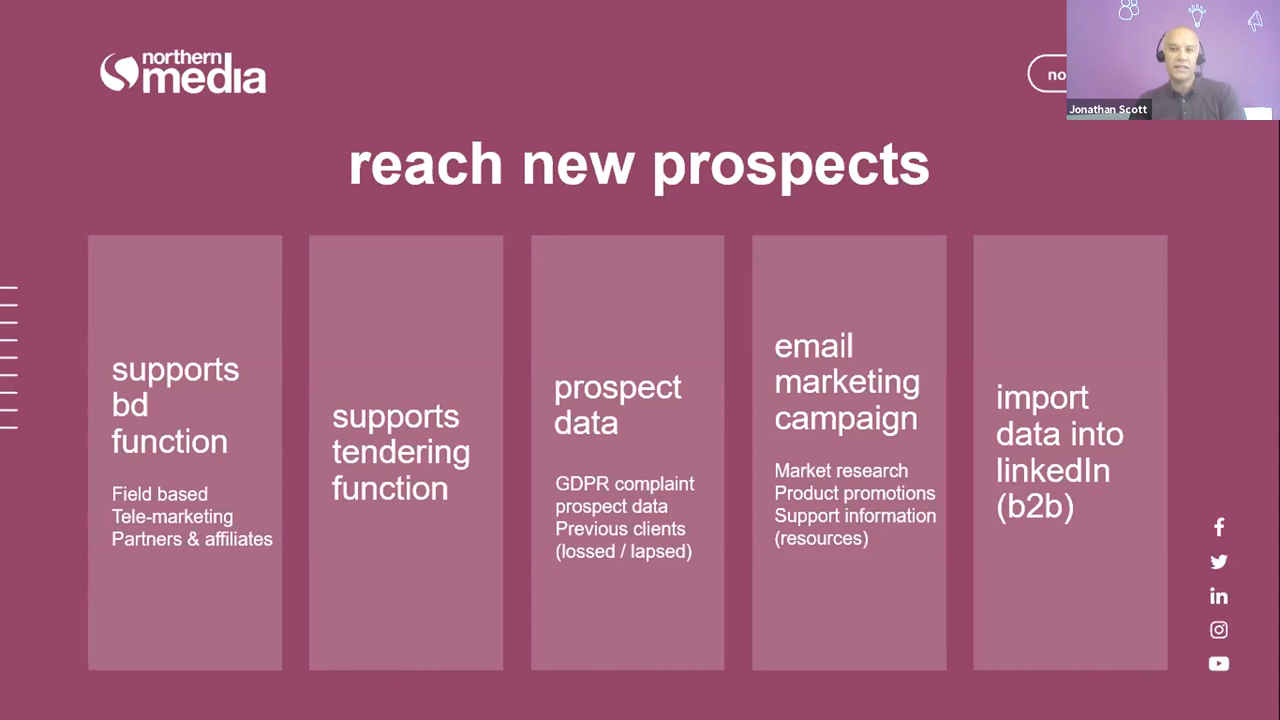 northern
media
no
Jonathan Scott
reach new prospects
supports
bd
function
Field based
Tele-marketing
Partners & affiliates
supports
tendering
function
prospect
data
GDPR complaint
prospect data
Previous clients
(lossed / lapsed)
email
marketing
campaign
Market research
Product promotions
Support information
(resources)
import
data into
linkedIn
(b2b)